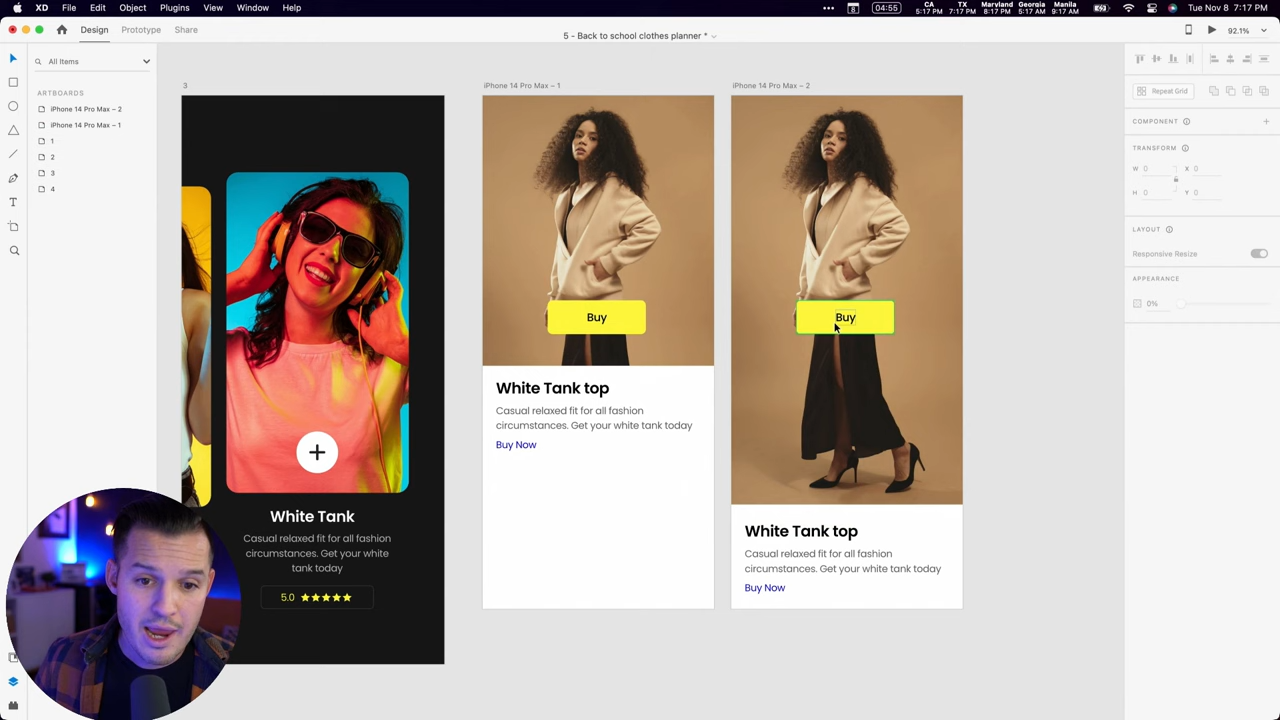 XD File Edit Object Plugins View Window Help
04:55
CA
5:17 PM
TX
7:17 PM
Maryland
8:17 PM
Georgia
5:17 AM
Manila
9:17 AM
Tue Nov 8 7:17 PM
Design Prototype Share
5 - Back to school clothes planner *
92.1%
All Items
ARTBOARDS
iPhone 14 Pro Max – 2
iPhone 14 Pro Max – 1
1
2
3
4
3
White Tank
Casual relaxed fit for all fashion
circumstances. Get your white
tank today
5.0
iPhone 14 Pro Max – 1
Buy
White Tank top
Casual relaxed fit for all fashion
circumstances. Get your white tank today
Buy Now
iPhone 14 Pro Max – 2
Buy
White Tank top
Casual relaxed fit for all fashion
circumstances. Get your white tank today
Buy Now
Repeat Grid
COMPONENT
TRANSFORM
W 0 X 0
H 0 Y 0
LAYOUT
Responsive Resize
APPEARANCE
0%